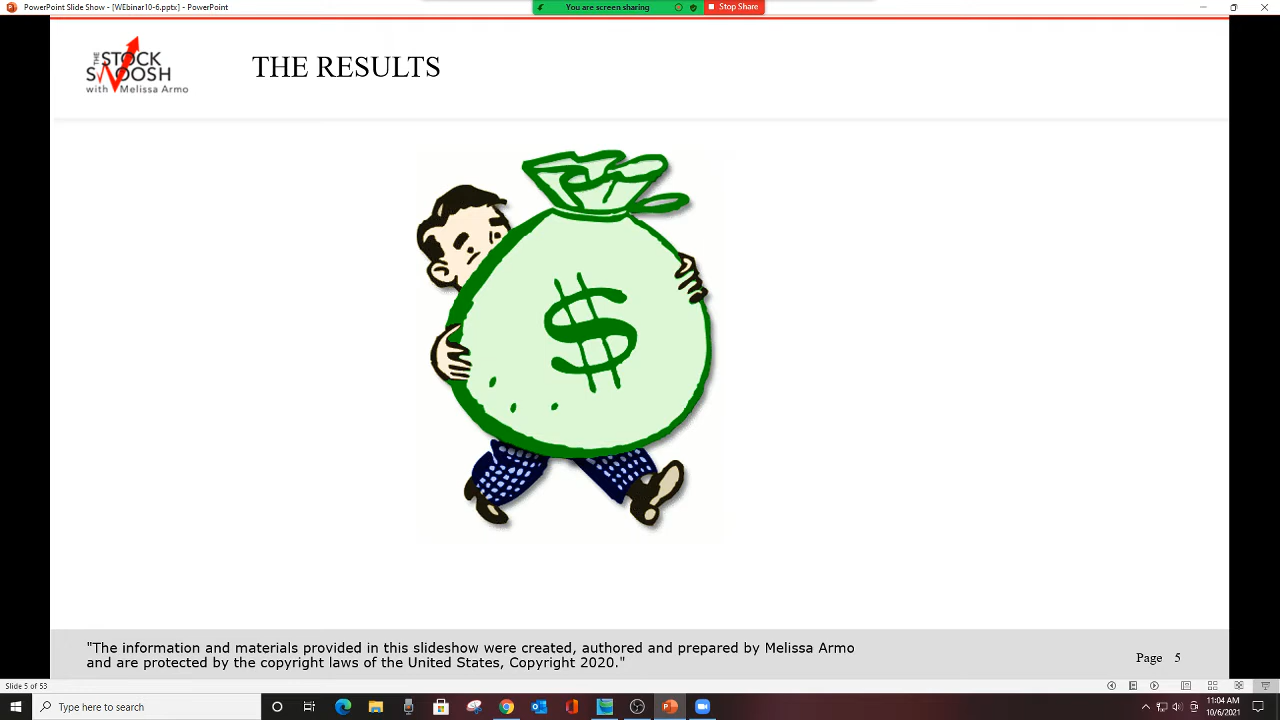 PowerPoint Slide Show - [WEbinar10-6.pptx] - PowerPoint
You are screen sharing
Stop Share
THE
STOCK
SWOOSH
with Melissa Armo
THE RESULTS
$
"The information and materials provided in this slideshow were created, authored and prepared by Melissa Armo
and are protected by the copyright laws of the United States, Copyright 2020."
Page 5
Slide 5 of 53
Type here to search
11:04 AM
10/6/2021